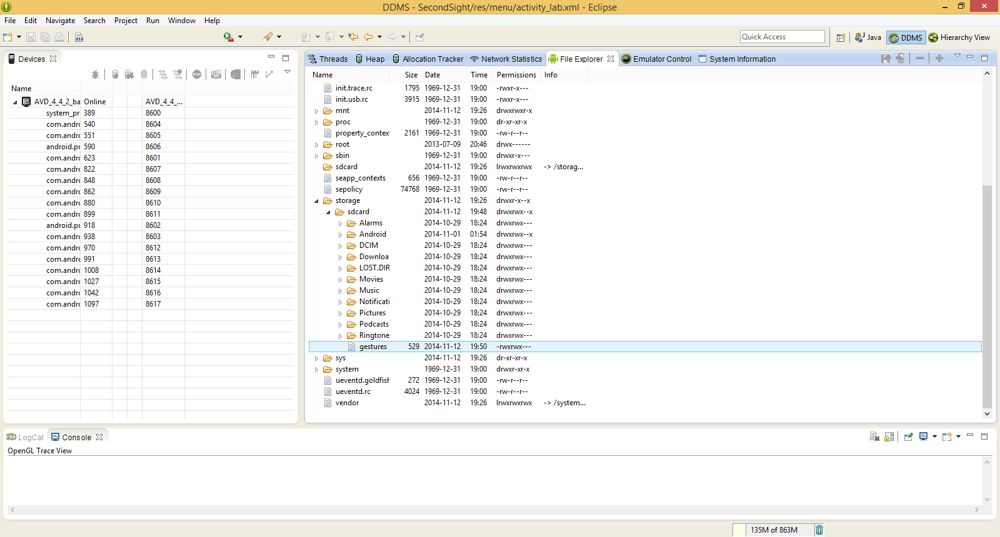 DDMS - SecondSight/res/menu/activity_lab.xml - Eclipse
File Edit Navigate Search Project Run Window Help
Quick Access Java DDMS Hierarchy View
Devices
Name
AVD_4_4_2_ba Online AVD_4_4_...
system_pr 389 8600
com.andro 540 8604
com.andro 551 8605
android.pr 590 8606
com.andro 623 8601
com.andro 822 8607
com.andro 848 8608
com.andro 862 8609
com.andro 880 8610
com.andro 899 8611
android.pr 918 8602
com.andro 938 8603
com.andro 970 8612
com.andro 991 8613
com.andro 1008 8614
com.andro 1027 8615
com.andro 1042 8616
com.andro 1097 8617
Threads Heap Allocation Tracker Network Statistics File Explorer Emulator Control System Information
Name Size Date Time Permissions Info
init.trace.rc 1795 1969-12-31 19:00 -rwxr-x---
init.usb.rc 3915 1969-12-31 19:00 -rwxr-x---
mnt 2014-11-12 19:26 drwxrwxr-x
proc 1969-12-31 19:00 dr-xr-xr-x
property_contex 2161 1969-12-31 19:00 -rw-r--r--
root 2013-07-09 20:46 drwx------
sbin 1969-12-31 19:00 drwxr-x---
sdcard 2014-11-12 19:26 lrwxrwxrwx -> /storag...
seapp_contexts 656 1969-12-31 19:00 -rw-r--r--
sepolicy 74768 1969-12-31 19:00 -rw-r--r--
storage 2014-11-12 19:26 drwxr-x--x
sdcard 2014-11-12 19:48 drwxrwx--x
Alarms 2014-10-29 18:24 drwxrwx---
Android 2014-11-01 01:54 drwxrwx--x
DCIM 2014-10-29 18:24 drwxrwx---
Downloa 2014-10-29 18:24 drwxrwx---
LOST.DIR 2014-10-29 18:24 drwxrwx---
Movies 2014-10-29 18:24 drwxrwx---
Music 2014-10-29 18:24 drwxrwx---
Notificati 2014-10-29 18:24 drwxrwx---
Pictures 2014-10-29 18:24 drwxrwx---
Podcasts 2014-10-29 18:24 drwxrwx---
Ringtone 2014-10-29 18:24 drwxrwx---
gestures 529 2014-11-12 19:50 -rwxrwx---
sys 2014-11-12 19:26 dr-xr-xr-x
system 1969-12-31 19:00 drwxr-xr-x
ueventd.goldfish 272 1969-12-31 19:00 -rw-r--r--
ueventd.rc 4024 1969-12-31 19:00 -rw-r--r--
vendor 2014-11-12 19:26 lrwxrwxrwx -> /system...
LogCat Console
OpenGL Trace View
135M of 863M